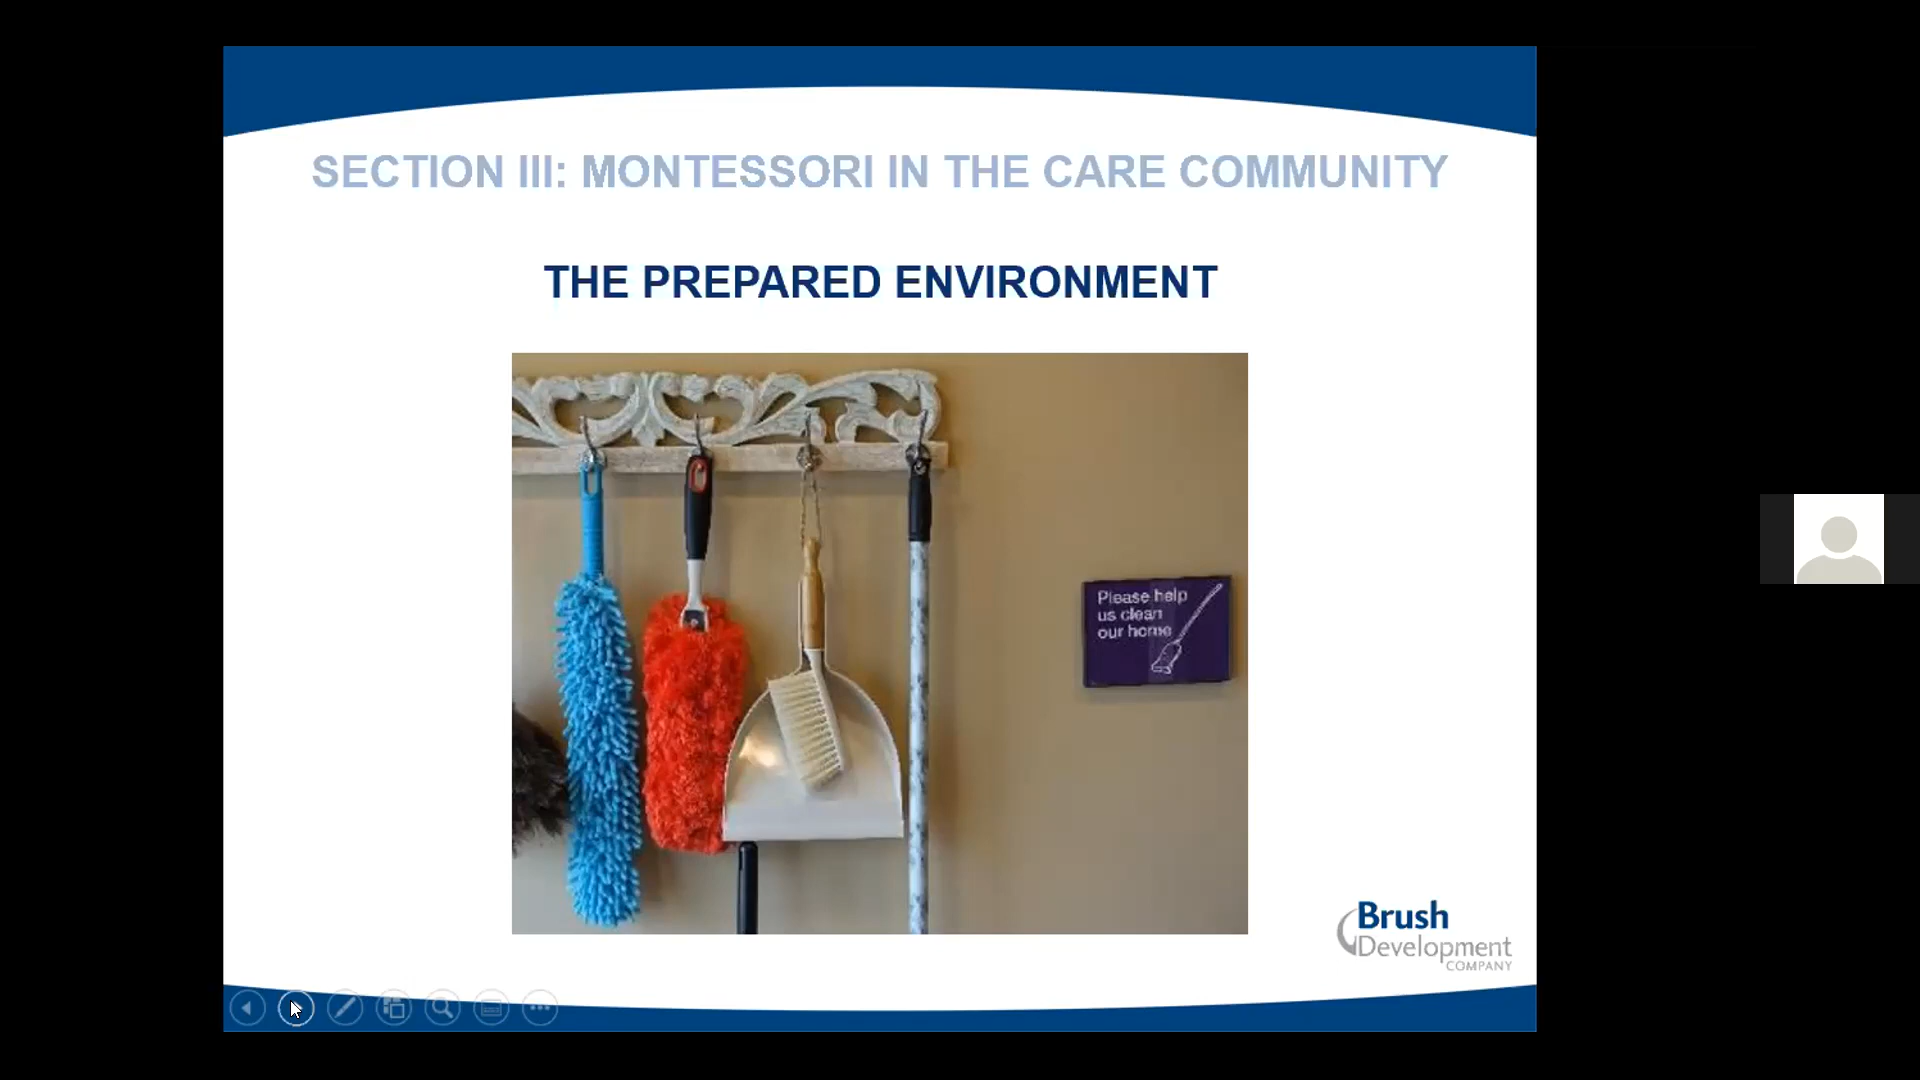 SECTION III: MONTESSORI IN THE CARE COMMUNITY
THE PREPARED ENVIRONMENT
Please help
us clean
our home
Brush
Development
COMPANY